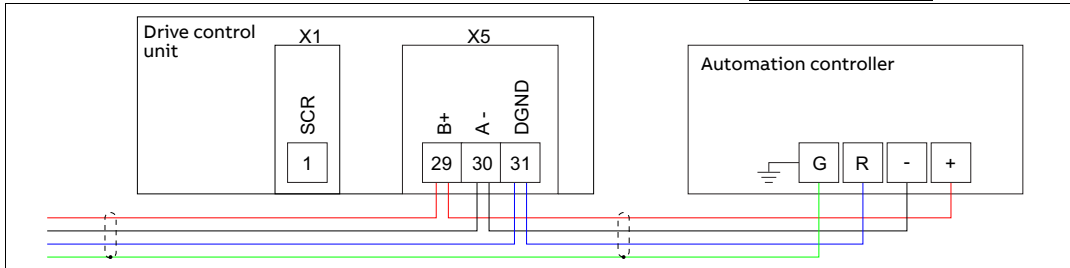 Drive control
unit
X1
X5
Automation controller
SCR
B+
A -
DGND
1
29
30
31
G
R
-
+